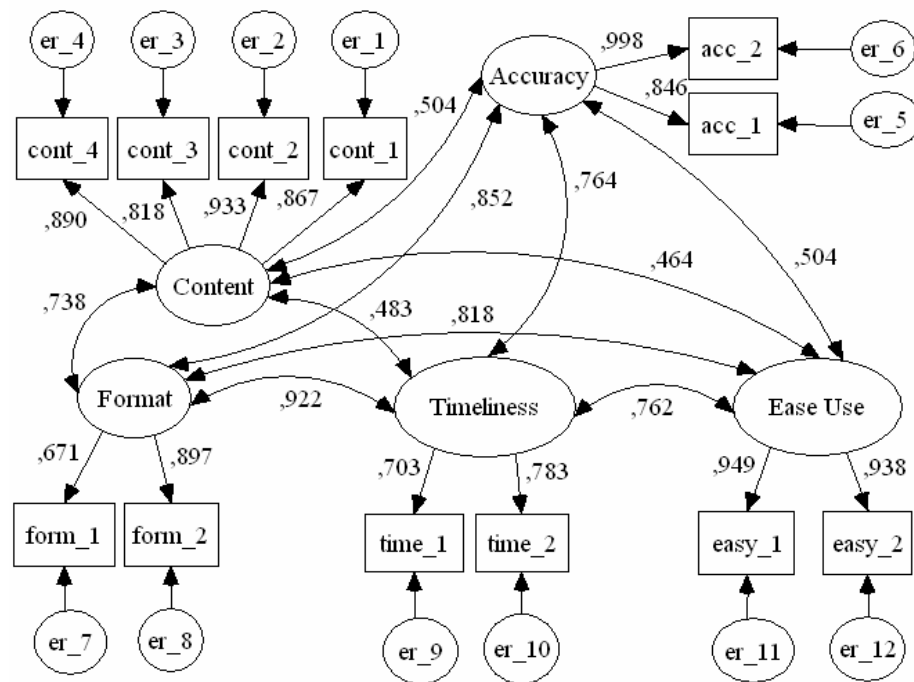 er_4 er_3 er_2 er_1
,998 acc_2 er_6
Accuracy
,846
,504 acc_1 er_5
cont_4 cont_3 cont_2 cont_1
,764
,890 ,818 ,933 ,867 ,852
,464 ,504
Content
,738 ,483 ,818
Format Timeliness Ease Use
,922 ,762
,671 ,897 ,703 ,783 ,949 ,938
form_1 form_2 time_1 time_2 easy_1 easy_2
er_7 er_8 er_9 er_10 er_11 er_12